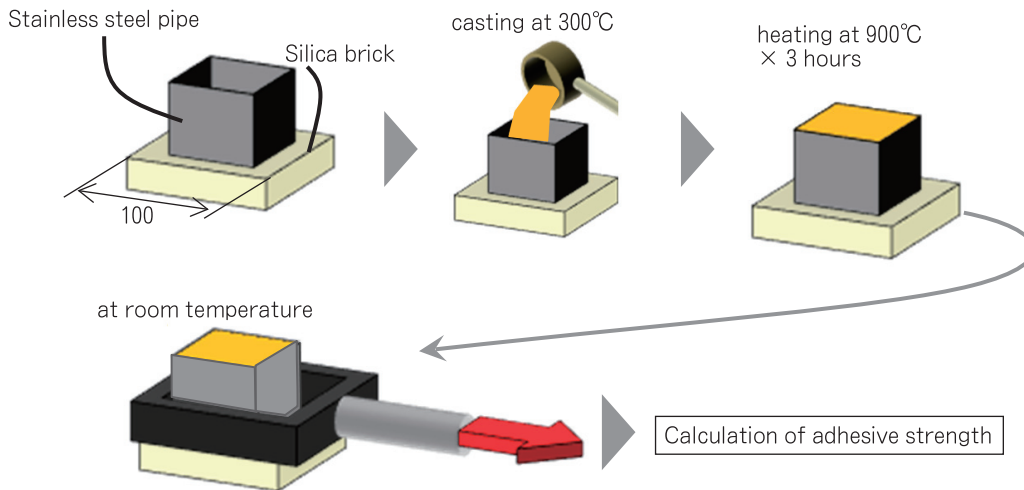 Stainless steel pipe
Silica brick
100
casting at 300℃
heating at 900℃
× 3 hours
at room temperature
Calculation of adhesive strength